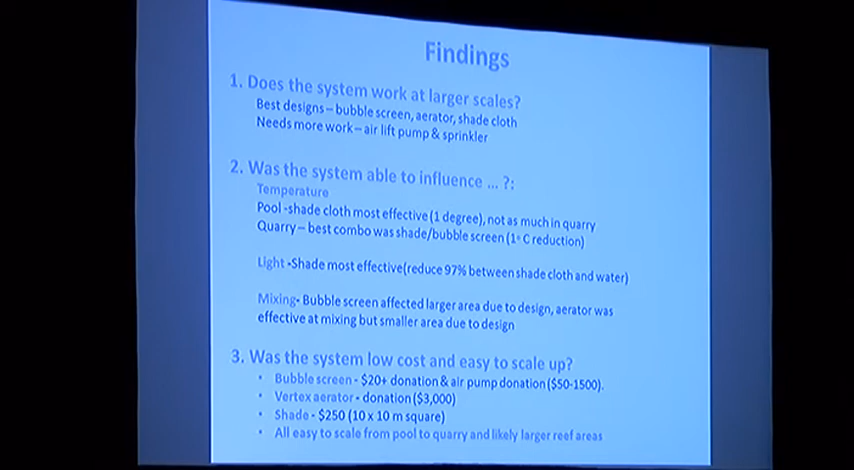 Findings
1. Does the system work at larger scales?
Best designs – bubble screen, aerator, shade cloth
Needs more work – air lift pump & sprinkler
2. Was the system able to influence ... ?:
Temperature
Pool -shade cloth most effective (1 degree), not as much in quarry
Quarry – best combo was shade/bubble screen (1◦ C reduction)
Light -Shade most effective(reduce 97% between shade cloth and water)
Mixing- Bubble screen affected larger area due to design, aerator was
effective at mixing but smaller area due to design
3. Was the system low cost and easy to scale up?
• Bubble screen - $20+ donation & air pump donation ($50-1500).
• Vertex aerator - donation ($3,000)
• Shade - $250 (10 x 10 m square)
• All easy to scale from pool to quarry and likely larger reef areas